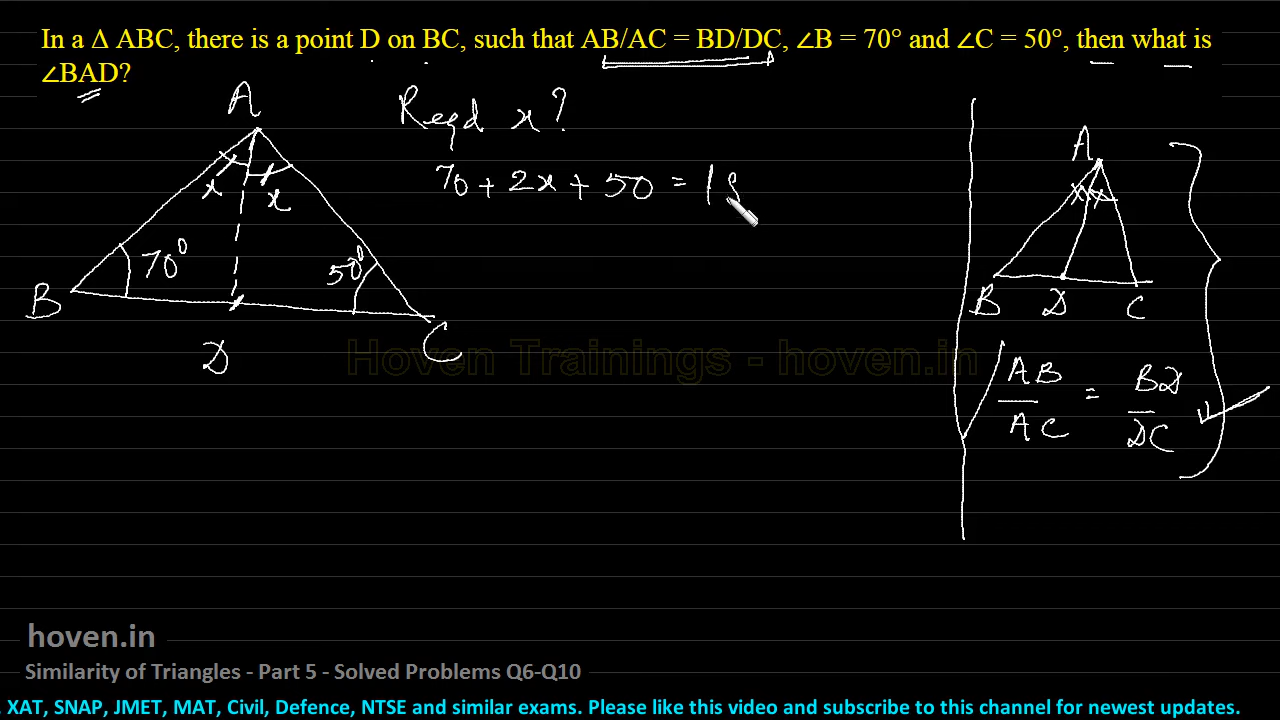 In a Δ ABC, there is a point D on BC, such that AB/AC = BD/DC, ∠B = 70° and ∠C = 50°, then what is
∠BAD?
A
Reqd x?
70 + 2x + 50 = 18
x x
70°
50°
B
D
C
A
x x
B D C
AB/AC = BD/DC
Hoven Trainings - hoven.in
hoven.in
Similarity of Triangles - Part 5 - Solved Problems Q6-Q10
. XAT, SNAP, JMET, MAT, Civil, Defence, NTSE and similar exams. Please like this video and subscribe to this channel for newest updates.